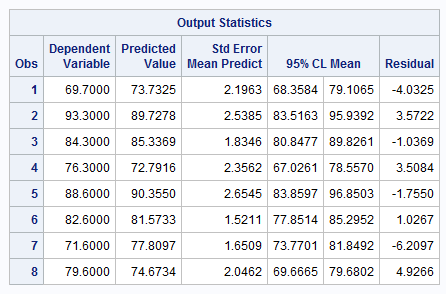 Output Statistics
Obs Dependent Variable Predicted Value Std Error Mean Predict 95% CL Mean Residual
1 69.7000 73.7325 2.1963 68.3584 79.1065 -4.0325
2 93.3000 89.7278 2.5385 83.5163 95.9392 3.5722
3 84.3000 85.3369 1.8346 80.8477 89.8261 -1.0369
4 76.3000 72.7916 2.3562 67.0261 78.5570 3.5084
5 88.6000 90.3550 2.6545 83.8597 96.8503 -1.7550
6 82.6000 81.5733 1.5211 77.8514 85.2952 1.0267
7 71.6000 77.8097 1.6509 73.7701 81.8492 -6.2097
8 79.6000 74.6734 2.0462 69.6665 79.6802 4.9266